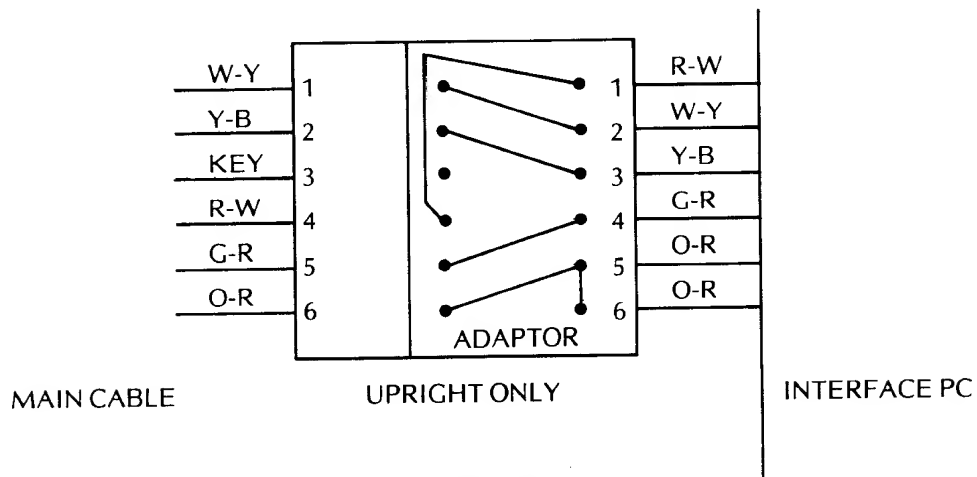 W-Y 1 1 R-W
Y-B 2 2 W-Y
KEY 3 3 Y-B
R-W 4 4 G-R
G-R 5 5 O-R
O-R 6 6 O-R
ADAPTOR
MAIN CABLE UPRIGHT ONLY INTERFACE PC